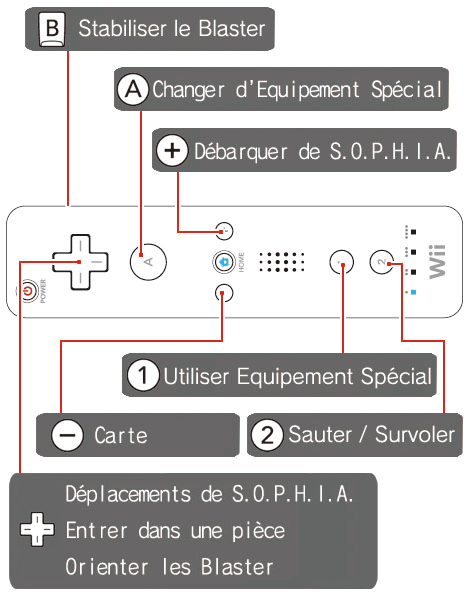 B Stabiliser le Blaster
A Changer d'Equipement Spécial
+ Débarquer de S.O.P.H.I.A.
A
HOME
1
2
Wii
POWER
1 Utiliser Equipement Spécial
− Carte
2 Sauter / Survoler
Déplacements de S.O.P.H.I.A.
Entrer dans une pièce
Orienter les Blaster